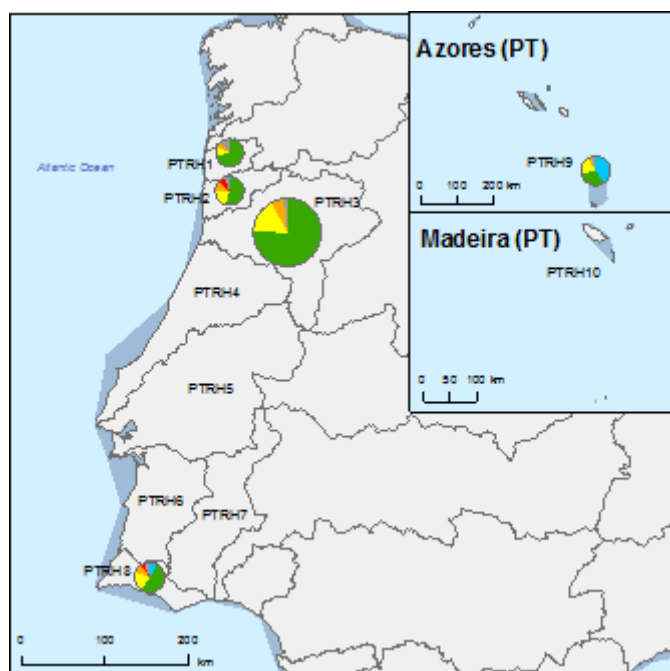 Azores (PT)
Atlantic Ocean
PTRH1
PTRH9
PTRH2
PTRH3
0 100 200 km
Madeira (PT)
PTRH10
PTRH4
PTRH5
0 50 100 km
PTRH6
PTRH7
PTRH8
0 100 200
km